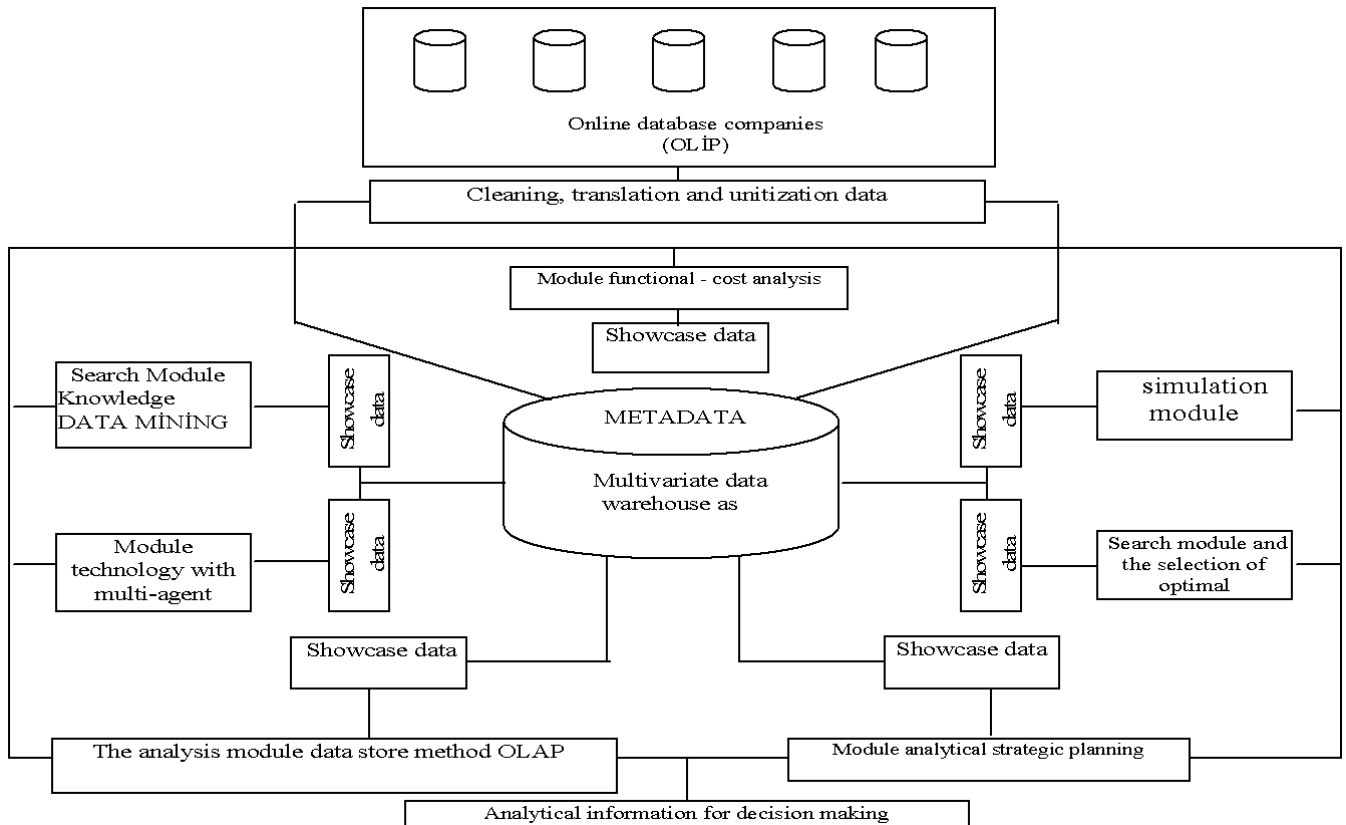 Online database companies
(OLİP)
Cleaning, translation and unitization data
Module functional - cost analysis
Showcase data
Search Module
Knowledge
DATA MİNİNG
Showcase
data
METADATA
Multivariate data
warehouse as
Showcase
data
simulation
module
Module
technology with
multi-agent
Showcase
data
Showcase
data
Search module and
the selection of
optimal
Showcase data
Showcase data
The analysis module data store method OLAP
Module analytical strategic planning
Analytical information for decision making